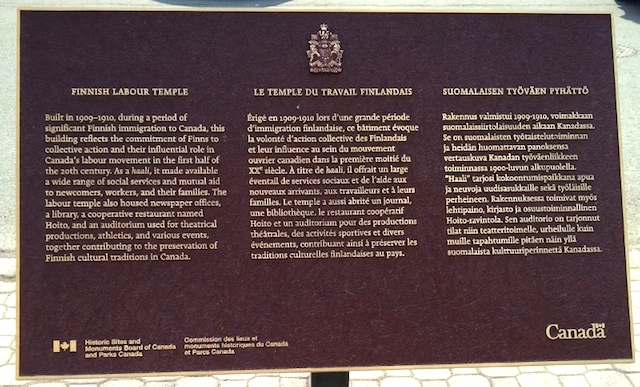 FINNISH LABOUR TEMPLE
Built in 1909–1910, during a period of
significant Finnish immigration to Canada, this
building reflects the commitment of Finns to
collective action and their influential role in
Canada's labour movement in the first half of
the 20th century. As a haali, it made available
a wide range of social services and mutual aid
to newcomers, workers, and their families. The
labour temple also housed newspaper offices,
a library, a cooperative restaurant named
Hoito, and an auditorium used for theatrical
productions, athletics, and various events,
together contributing to the preservation of
Finnish cultural traditions in Canada.
LE TEMPLE DU TRAVAIL FINLANDAIS
Érigé en 1909-1910 lors d'une grande période
d'immigration finlandaise, ce bâtiment évoque
la volonté d'action collective des Finlandais
et leur influence au sein du mouvement
ouvrier canadien dans la première moitié du
XXe siècle. À titre de haali, il offrait un large
éventail de services sociaux et de l'aide aux
nouveaux arrivants, aux travailleurs et à leurs
familles. Le temple a aussi abrité un journal,
une bibliothèque, le restaurant coopératif
Hoito et un auditorium pour des productions
théâtrales, des activités sportives et divers
événements, contribuant ainsi à préserver les
traditions culturelles finlandaises au pays.
SUOMALAISEN TYÖVÄEN PYHÄTTÖ
Rakennus valmistui 1909-1910, voimakkaan
suomalaissiirtolaisuuden aikaan Kanadassa.
Se on suomalaisten työtaistelutoiminnan
ja heidän huomattavan panoksensa
vertauskuva Kanadan työväenliikkeen
toiminnassa 1900-luvun alkupuolella.
"Haali" tarjosi kokoontumispaikkana apua
ja neuvoja uudisasukkaille sekä työläisille
perheineen. Rakennuksessa toimivat myös
lehtipaino, kirjasto ja osuustoiminnallinen
Hoito-ravintola. Sen auditorio on tarjonnut
tilat niin teatteritoimelle, urheilulle kuin
muille tapahtumille pitäen näin yllä
suomalaista kulttuuriperinnettä Kanadassa.
Historic Sites and
Monuments Board of Canada
and Parks Canada
Commission des lieux et
monuments historiques du Canada
et Parcs Canada
Canada